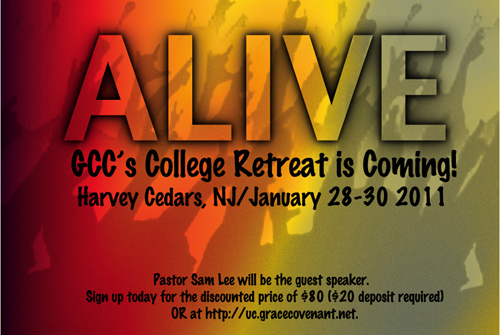 ALIVE
GCC's College Retreat is Coming!
Harvey Cedars, NJ/January 28-30 2011
Pastor Sam Lee will be the guest speaker.
Sign up today for the discounted price of $80 ($20 deposit required)
OR at http://uc.gracecovenant.net.